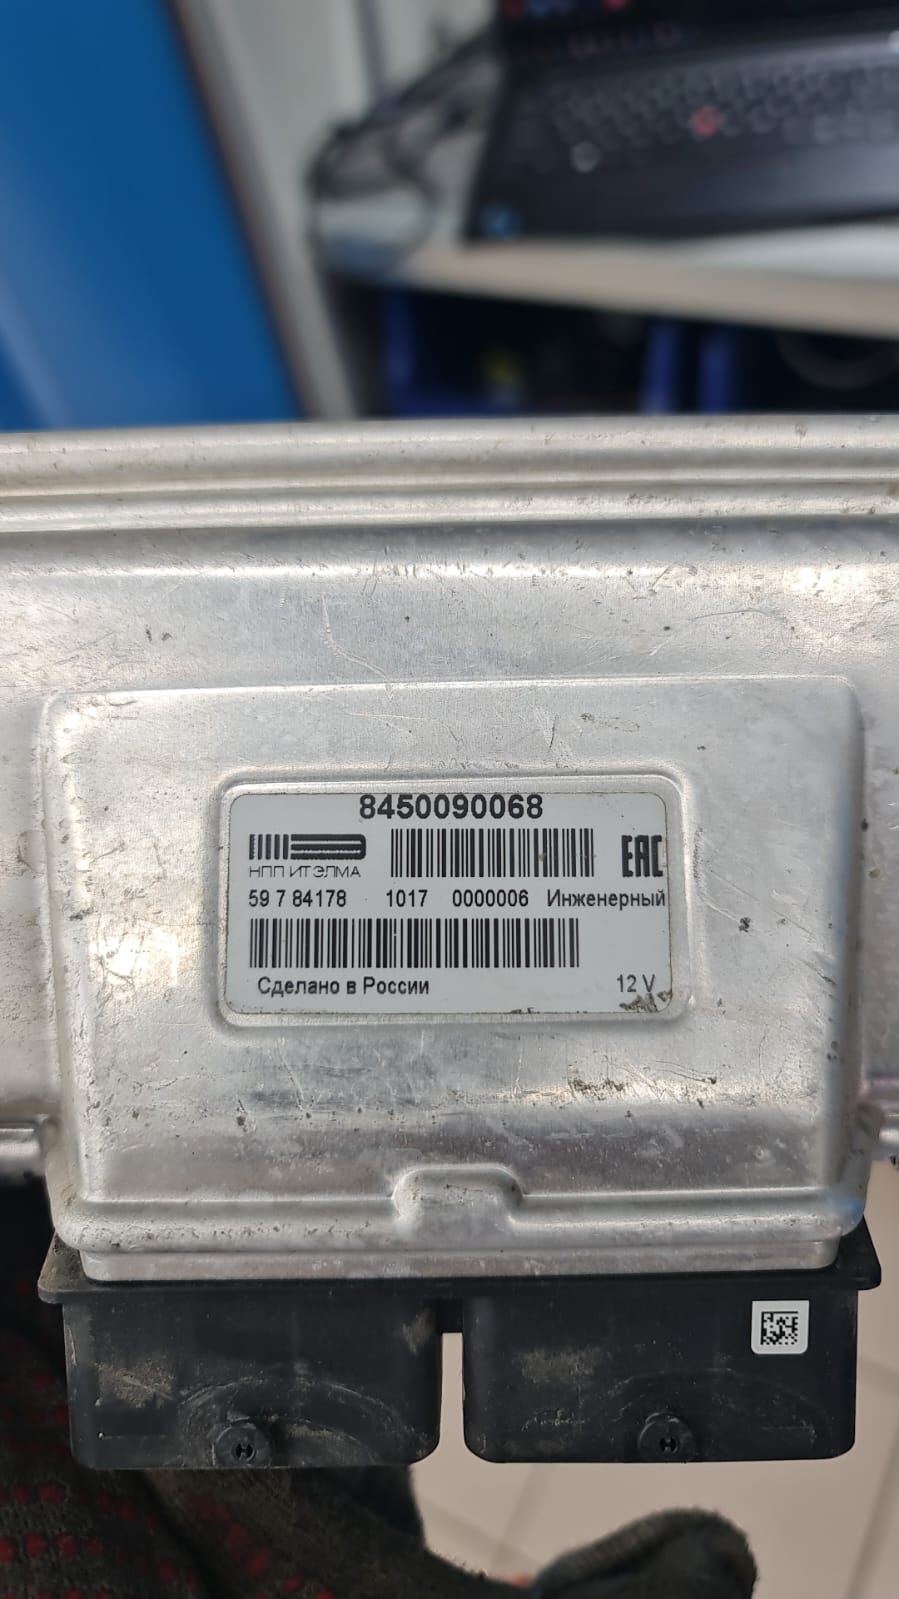 8450090068
НПП ИТЭЛМА
EAC
59 7 84178 1017 0000006 Инженерный
Сделано в России 12 V